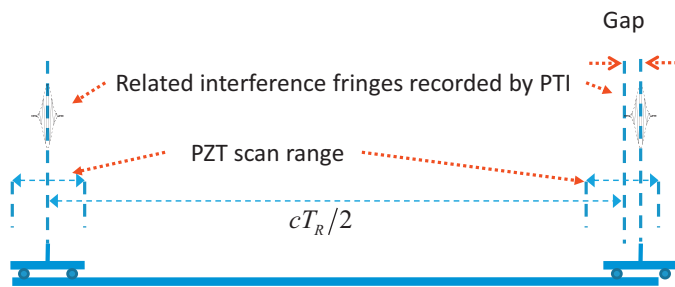 Gap
Related interference fringes recorded by PTI
PZT scan range
cT_R/2